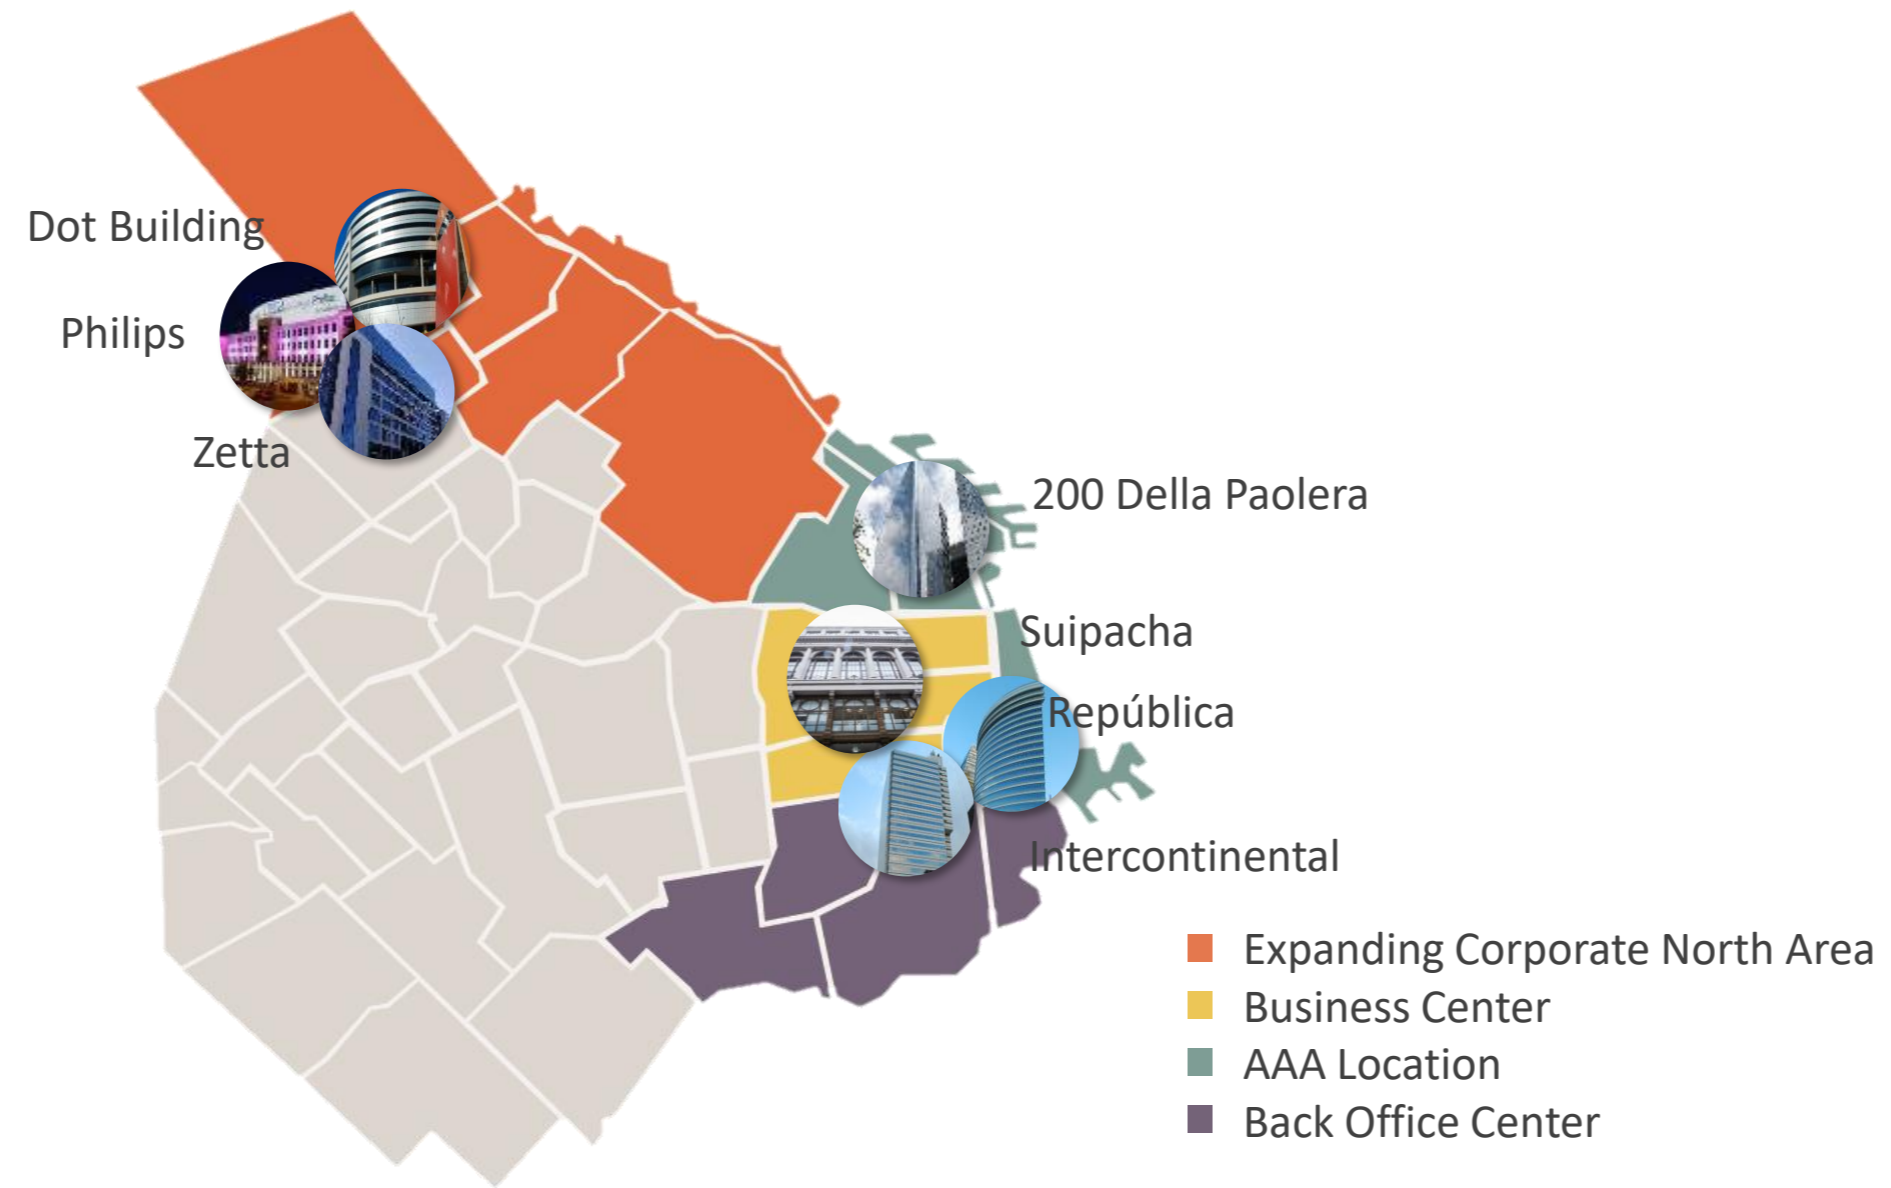 Dot Building
Philips
Zetta
200 Della Paolera
Suipacha
República
Intercontinental
Expanding Corporate North Area
Business Center
AAA Location
Back Office Center